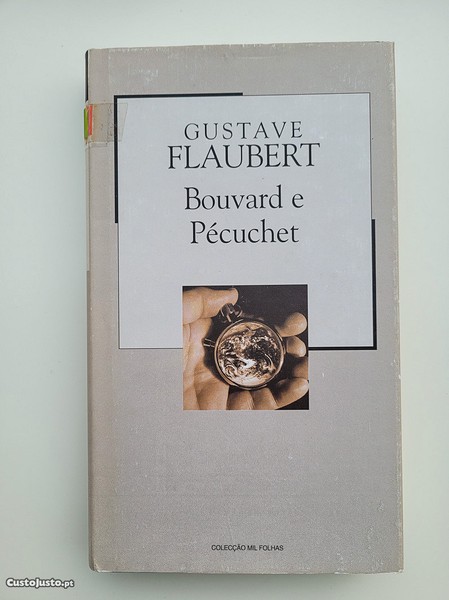 GUSTAVE
FLAUBERT
Bouvard e
Pécuchet
COLECÇÃO MIL FOLHAS
CustoJusto.pt